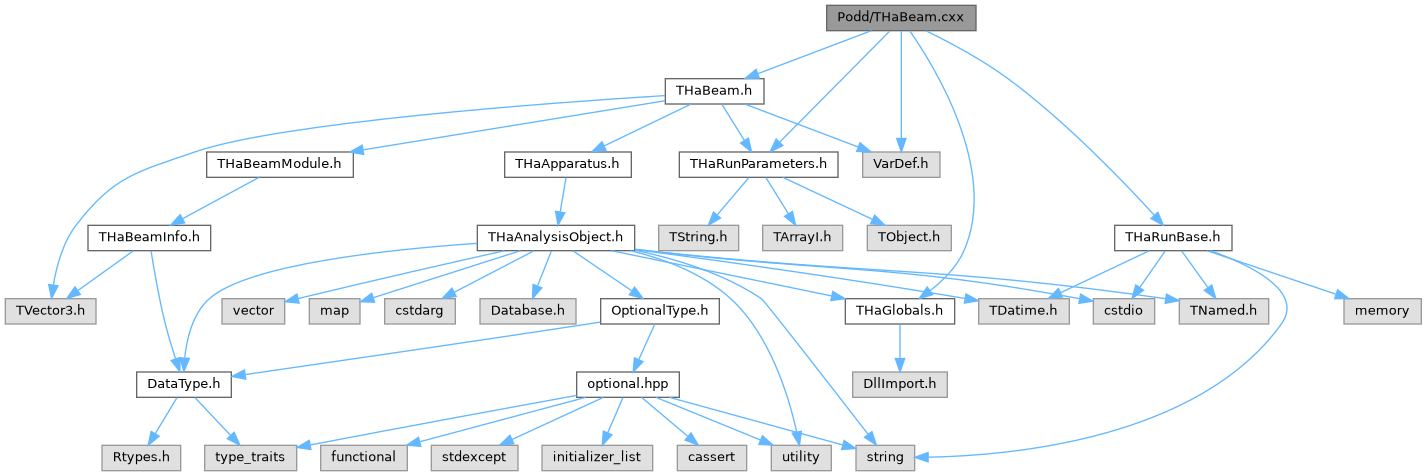 Podd/THaBeam.cxx
THaBeam.h
THaBeamModule.h
THaApparatus.h
THaRunParameters.h
VarDef.h
THaBeamInfo.h
THaAnalysisObject.h
TString.h
TArrayI.h
TObject.h
THaRunBase.h
TVector3.h
vector
map
cstdarg
Database.h
OptionalType.h
THaGlobals.h
TDatime.h
cstdio
TNamed.h
memory
DataType.h
optional.hpp
DllImport.h
Rtypes.h
type_traits
functional
stdexcept
initializer_list
cassert
utility
string